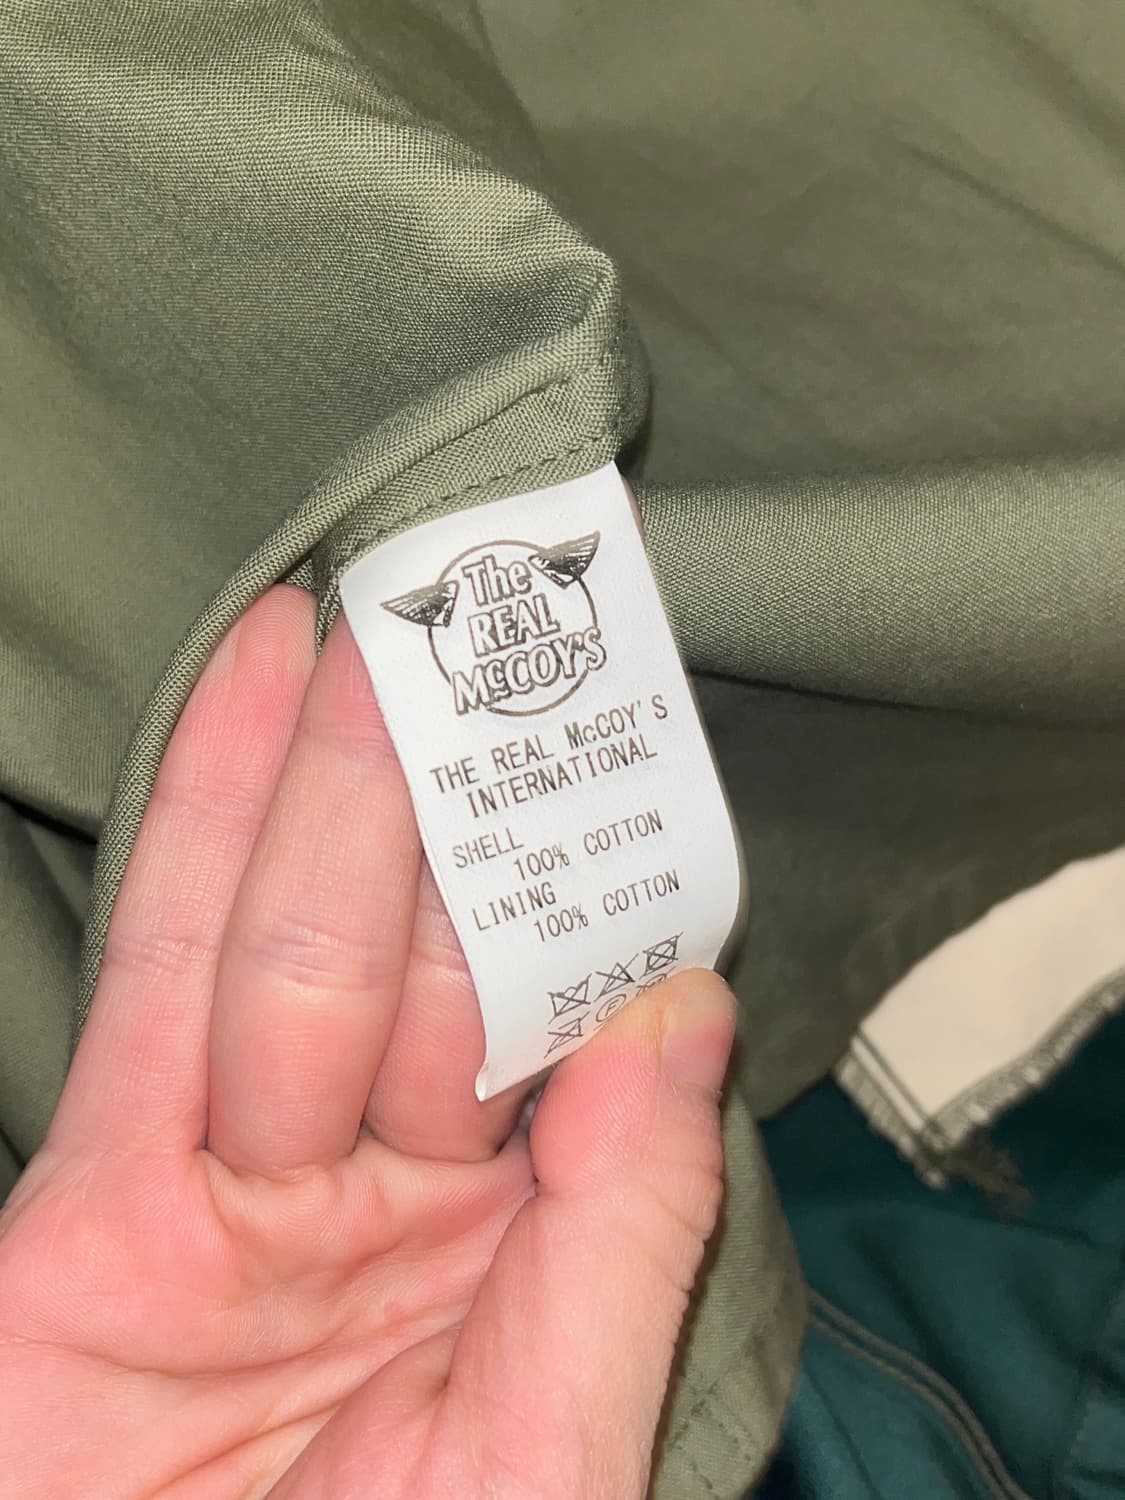 The
REAL
McCOY'S
THE REAL McCOY'S
INTERNATIONAL
SHELL
100% COTTON
LINING
100% COTTON
F